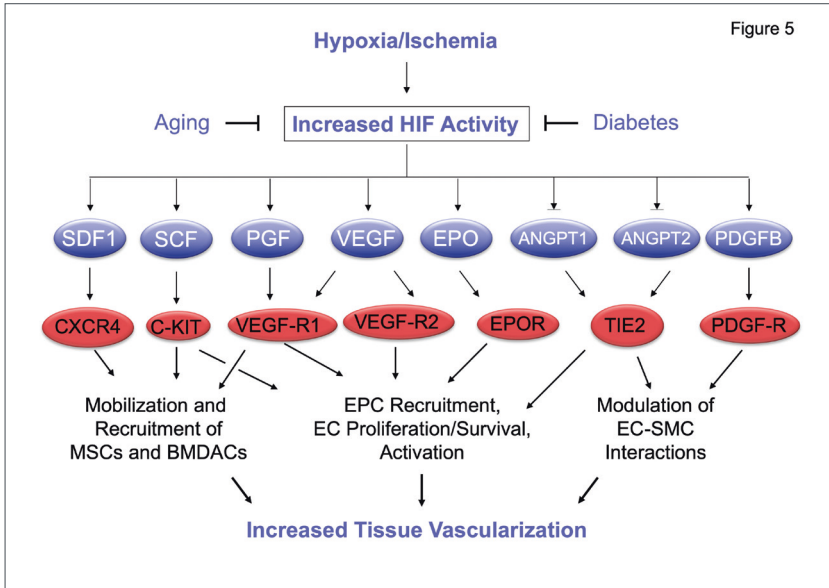 Figure 5
Hypoxia/Ischemia
Aging
Increased HIF Activity
Diabetes
SDF1
SCF
PGF
VEGF
EPO
ANGPT1
ANGPT2
PDGFB
CXCR4
C-KIT
VEGF-R1
VEGF-R2
EPOR
TIE2
PDGF-R
Mobilization and
Recruitment of
MSCs and BMDACs
EPC Recruitment,
EC Proliferation/Survival,
Activation
Modulation of
EC-SMC
Interactions
Increased Tissue Vascularization